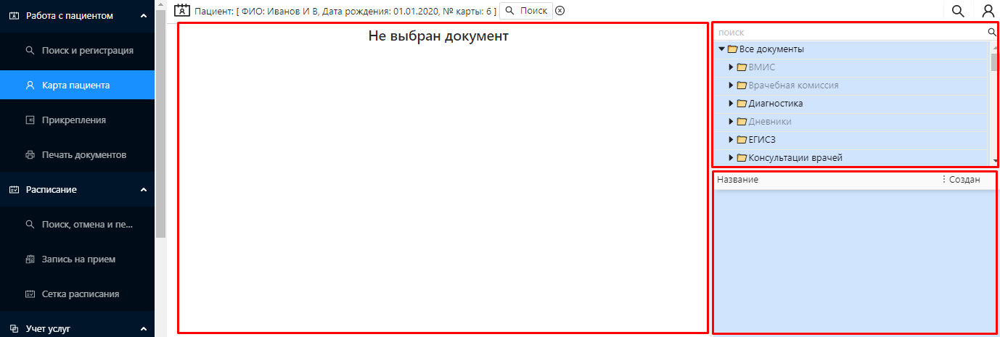 Работа с пациентом
Поиск и регистрация
Карта пациента
Прикрепления
Печать документов
Расписание
Поиск, отмена и пе...
Запись на прием
Сетка расписания
Учет услуг
Пациент: [ ФИО: Иванов И В, Дата рождения: 01.01.2020, № карты: 6 ] Поиск
Не выбран документ
поиск
Все документы
ВМИС
Врачебная комиссия
Диагностика
Дневники
ЕГИСЗ
Консультации врачей
Название Создан